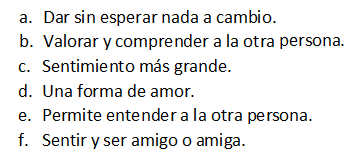 a. Dar sin esperar nada a cambio.
b. Valorar y comprender a la otra persona.
c. Sentimiento más grande.
d. Una forma de amor.
e. Permite entender a la otra persona.
f. Sentir y ser amigo o amiga.